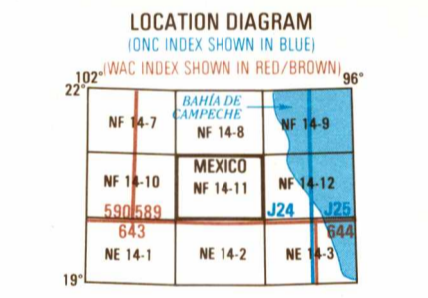 LOCATION DIAGRAM
(ONC INDEX SHOWN IN BLUE)
(WAC INDEX SHOWN IN RED/BROWN)
102° 96°
22°
BAHÍA DE
CAMPECHE
NF 14-7 NF 14-8 NF 14-9
MEXICO
NF 14-10 NF 14-11 NF 14-12
590 589 J24 J25
643 644
NE 14-1 NE 14-2 NE 14-3
19°